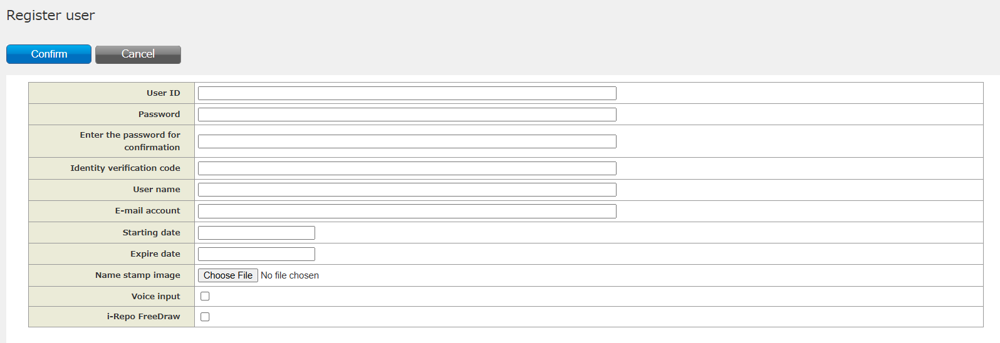 Register user
Confirm
Cancel
User ID
Password
Enter the password for
confirmation
Identity verification code
User name
E-mail account
Starting date
Expire date
Name stamp image
Choose File No file chosen
Voice input
i-Repo FreeDraw